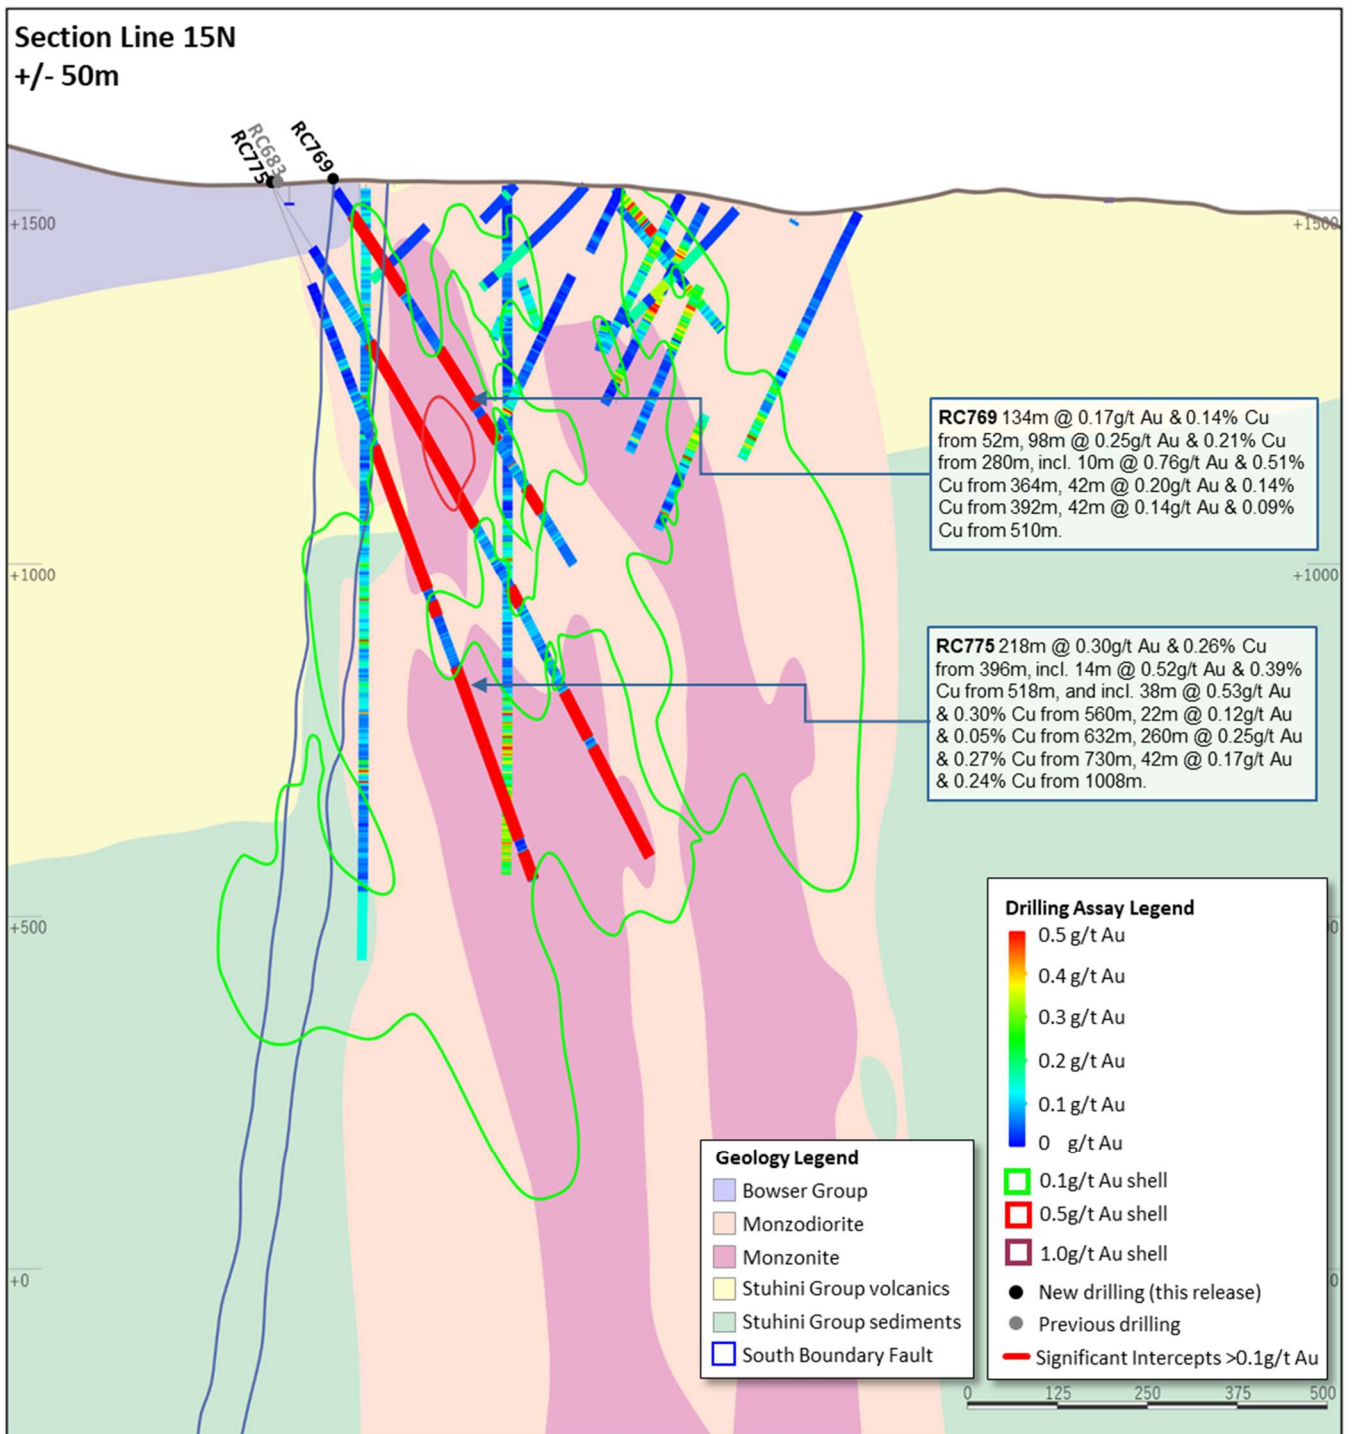 Section Line 15N
+/- 50m
RC775
RC683
RC769
+1500
+1500
RC769 134m @ 0.17g/t Au & 0.14% Cu
from 52m, 98m @ 0.25g/t Au & 0.21% Cu
from 280m, incl. 10m @ 0.76g/t Au & 0.51%
Cu from 364m, 42m @ 0.20g/t Au & 0.14%
Cu from 392m, 42m @ 0.14g/t Au & 0.09%
Cu from 510m.
+1000
+1000
RC775 218m @ 0.30g/t Au & 0.26% Cu
from 396m, incl. 14m @ 0.52g/t Au & 0.39%
Cu from 518m, and incl. 38m @ 0.53g/t Au
& 0.30% Cu from 560m, 22m @ 0.12g/t Au
& 0.05% Cu from 632m, 260m @ 0.25g/t Au
& 0.27% Cu from 730m, 42m @ 0.17g/t Au
& 0.24% Cu from 1008m.
+500
0
Drilling Assay Legend
0.5 g/t Au
0.4 g/t Au
0.3 g/t Au
0.2 g/t Au
0.1 g/t Au
0 g/t Au
0.1g/t Au shell
0.5g/t Au shell
1.0g/t Au shell
New drilling (this release)
Previous drilling
Significant Intercepts >0.1g/t Au
Geology Legend
Bowser Group
Monzodiorite
Monzonite
Stuhini Group volcanics
Stuhini Group sediments
South Boundary Fault
+0
0
0 125 250 375 500